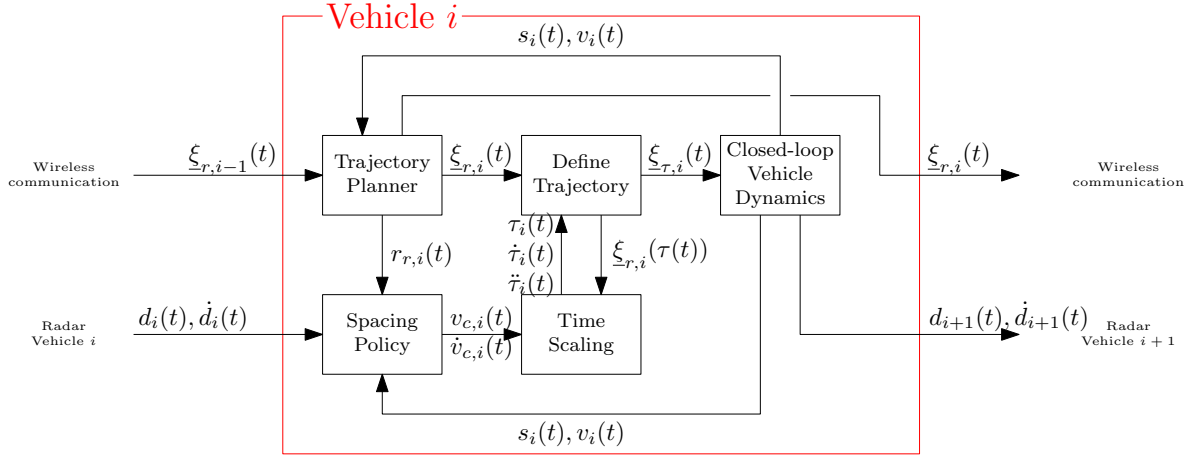 Vehicle i
s_i(t), v_i(t)
Wireless
communication
ξ_{r,i−1}(t)
Trajectory
Planner
ξ_{r,i}(t)
Define
Trajectory
ξ_{τ,i}(t)
Closed-loop
Vehicle
Dynamics
ξ_{r,i}(t)
Wireless
communication
r_{r,i}(t)
τ_i(t)
τ̇_i(t)
τ̈_i(t)
ξ_{r,i}(τ(t))
Radar
Vehicle i
d_i(t), ḋ_i(t)
Spacing
Policy
v_{c,i}(t)
v̇_{c,i}(t)
Time
Scaling
d_{i+1}(t), ḋ_{i+1}(t)
Radar
Vehicle i + 1
s_i(t), v_i(t)